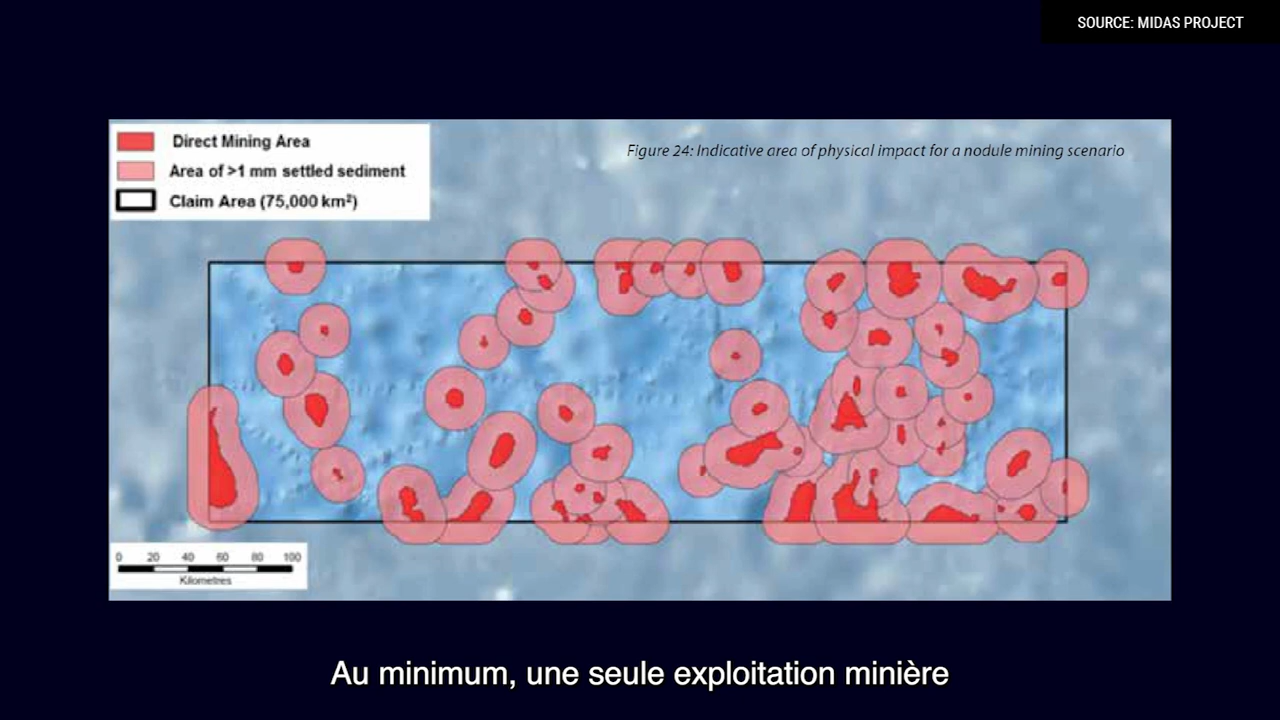 SOURCE: MIDAS PROJECT
Direct Mining Area
Area of >1 mm settled sediment
Claim Area (75,000 km²)
Figure 24: Indicative area of physical impact for a nodule mining scenario
0 20 40 60 80 100
Kilometres
Au minimum, une seule exploitation minière